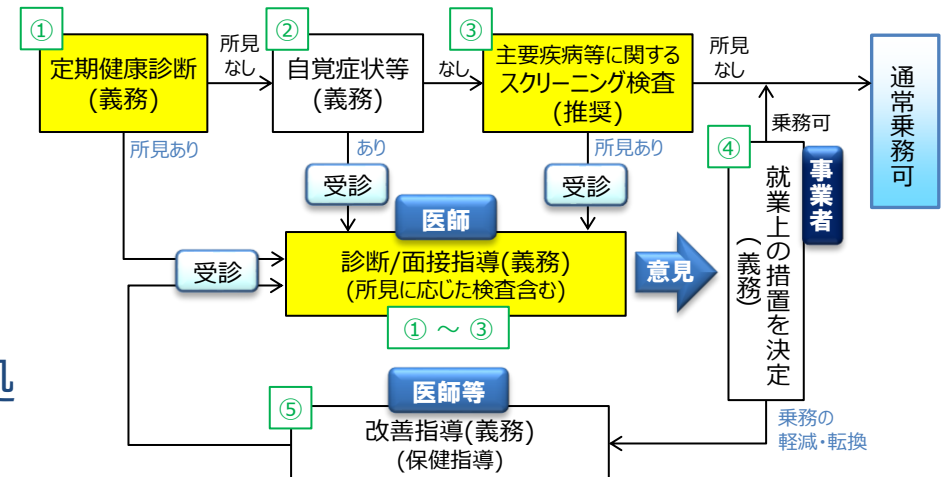 ①
定期健康診断
(義務)
所見
なし
②
自覚症状等
(義務)
なし
③
主要疾病等に関する
スクリーニング検査
(推奨)
所見
なし
通常乗務可
所見あり
あり
所見あり
乗務可
受診
受診
④
就業上の措置を決定
(義務)
事業者
医師
診断/面接指導(義務)
(所見に応じた検査含む)
受診
意見
① ～ ③
医師等
⑤
改善指導(義務)
(保健指導)
乗務の
軽減・転換